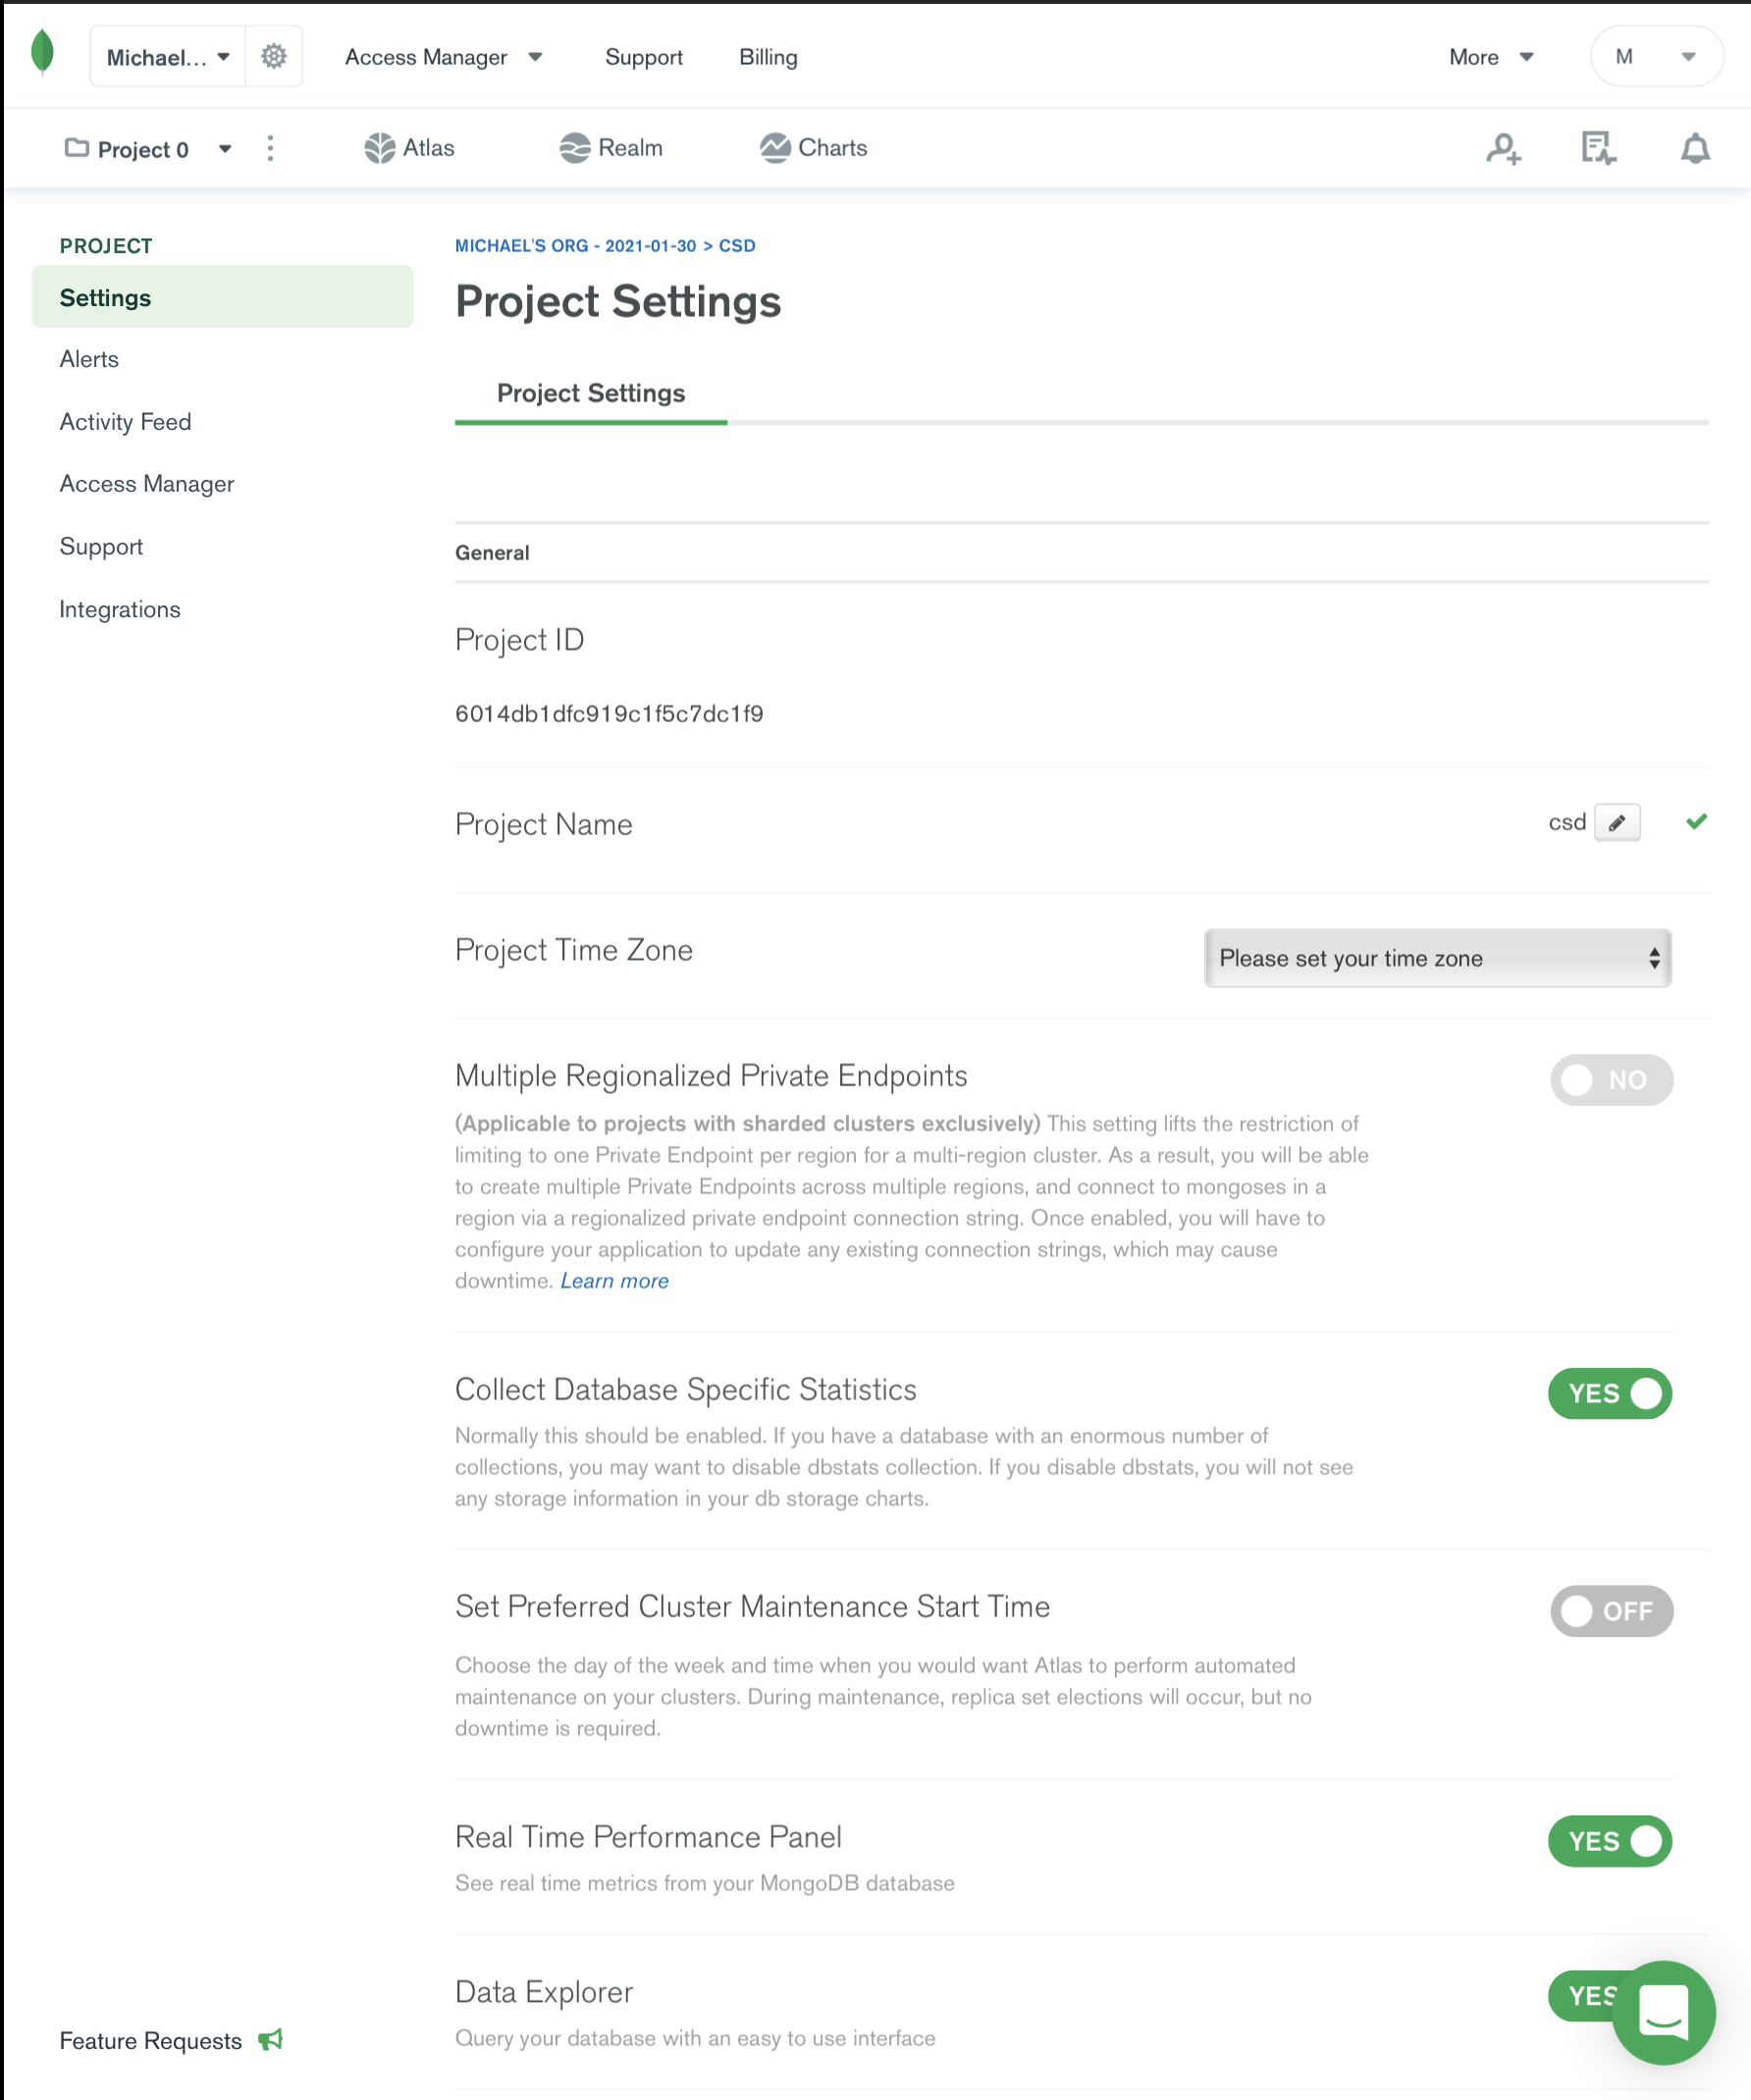 Michael...
Access Manager
Support
Billing
More
M
Project 0
Atlas
Realm
Charts
PROJECT
Settings
Alerts
Activity Feed
Access Manager
Support
Integrations
Feature Requests
MICHAEL'S ORG - 2021-01-30 > CSD
Project Settings
Project Settings
General
Project ID
6014db1dfc919c1f5c7dc1f9
Project Name
csd
Project Time Zone
Please set your time zone
Multiple Regionalized Private Endpoints
NO
(Applicable to projects with sharded clusters exclusively) This setting lifts the restriction of
limiting to one Private Endpoint per region for a multi-region cluster. As a result, you will be able
to create multiple Private Endpoints across multiple regions, and connect to mongoses in a
region via a regionalized private endpoint connection string. Once enabled, you will have to
configure your application to update any existing connection strings, which may cause
downtime. Learn more
Collect Database Specific Statistics
YES
Normally this should be enabled. If you have a database with an enormous number of
collections, you may want to disable dbstats collection. If you disable dbstats, you will not see
any storage information in your db storage charts.
Set Preferred Cluster Maintenance Start Time
OFF
Choose the day of the week and time when you would want Atlas to perform automated
maintenance on your clusters. During maintenance, replica set elections will occur, but no
downtime is required.
Real Time Performance Panel
YES
See real time metrics from your MongoDB database
Data Explorer
YES
Query your database with an easy to use interface